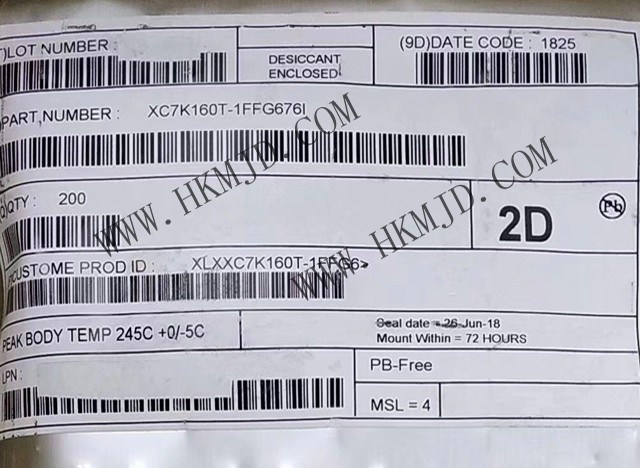 T)LOT NUMBER :
DESICCANT
ENCLOSED
(9D)DATE CODE : 1825
PART,NUMBER : XC7K160T-1FFG676I
Q)QTY : 200
2D
Pb
CUSTOME PROD ID : XLXXC7K160T-1FFG6>
PEAK BODY TEMP 245C +0/-5C
Seal date = 26-Jun-18
Mount Within = 72 HOURS
LPN :
PB-Free
MSL = 4
WWW.HKMJD.COM
WWW.HKMJD.COM